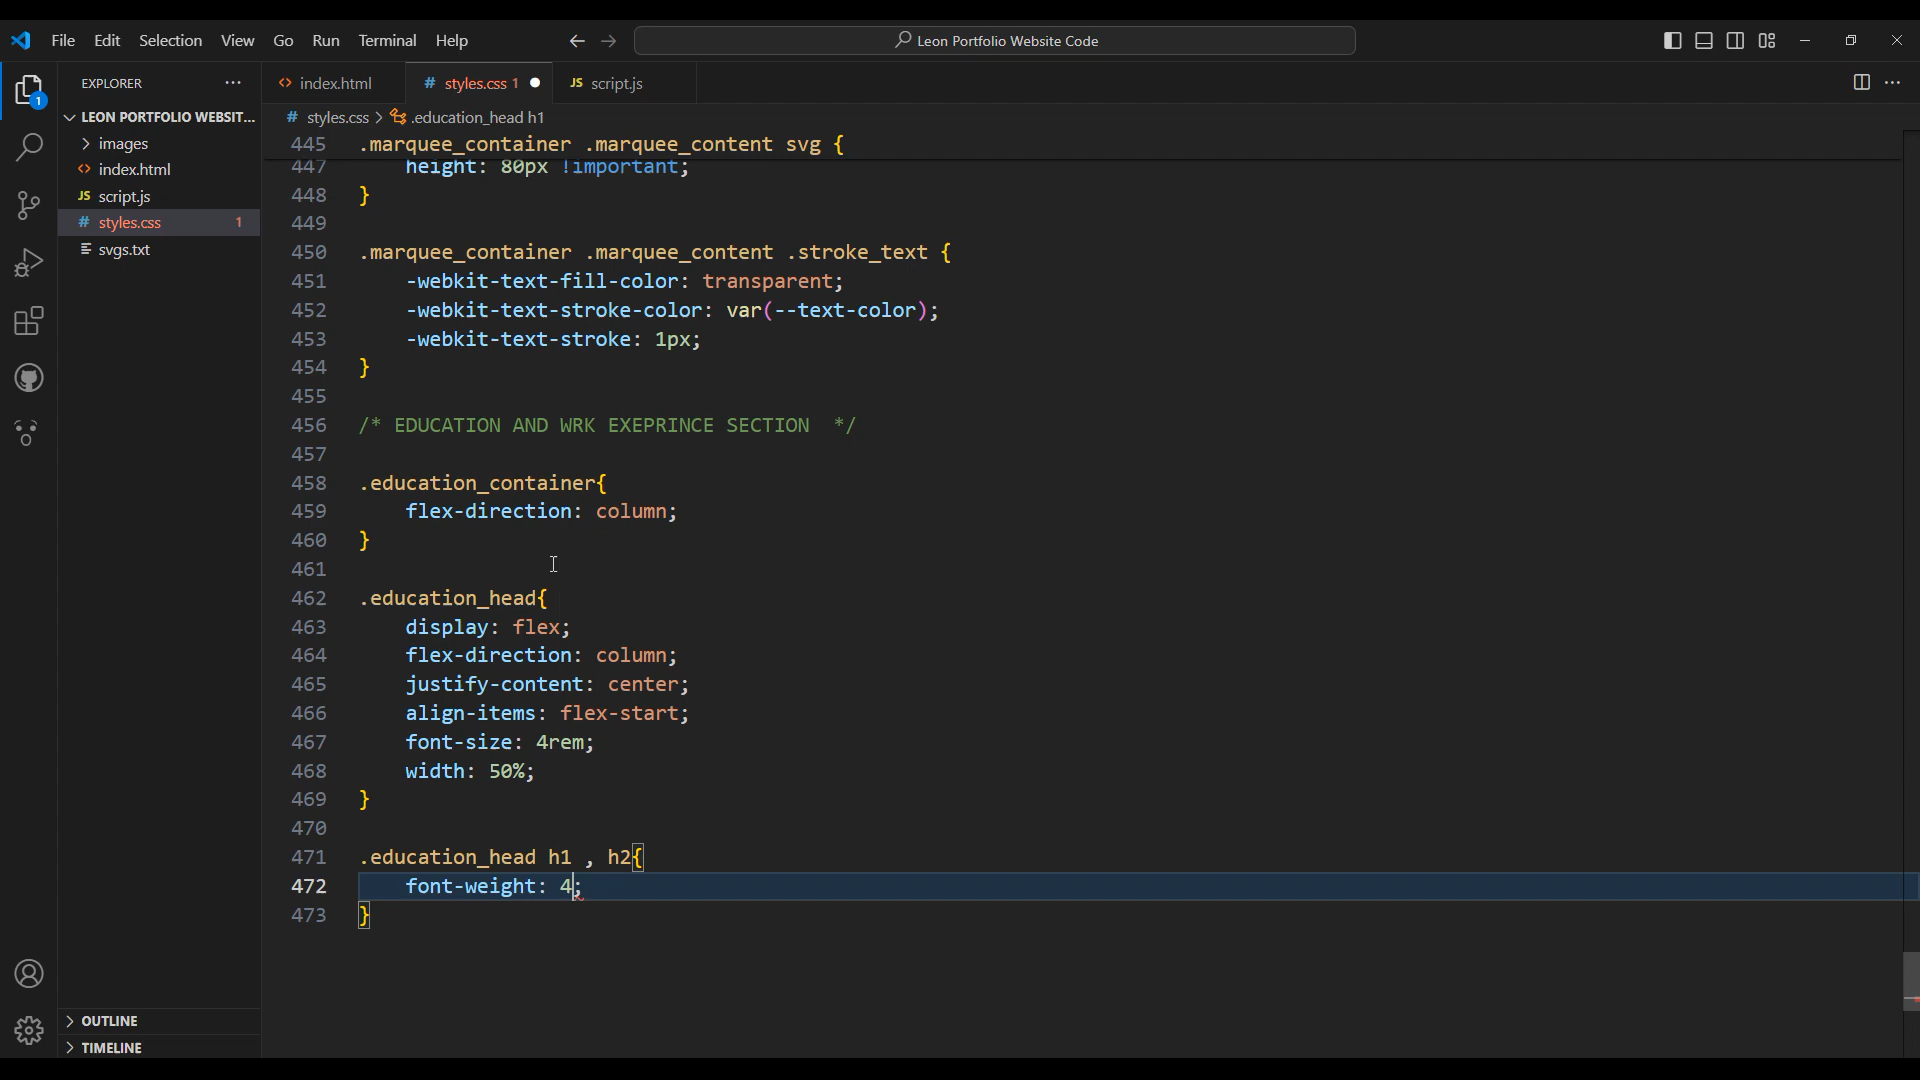 File Edit Selection View Go Run Terminal Help
Leon Portfolio Website Code
EXPLORER
LEON PORTFOLIO WEBSIT...
images
index.html
JS script.js
# styles.css 1
svgs.txt
OUTLINE
TIMELINE
1
index.html
# styles.css 1
JS script.js
# styles.css > .education_head h1
445 .marquee_container .marquee_content svg {
447 height: 80px !important;
448 }
449
450 .marquee_container .marquee_content .stroke_text {
451 -webkit-text-fill-color: transparent;
452 -webkit-text-stroke-color: var(--text-color);
453 -webkit-text-stroke: 1px;
454 }
455
456 /* EDUCATION AND WRK EXEPRINCE SECTION  */
457
458 .education_container{
459 flex-direction: column;
460 }
461
462 .education_head{
463 display: flex;
464 flex-direction: column;
465 justify-content: center;
466 align-items: flex-start;
467 font-size: 4rem;
468 width: 50%;
469 }
470
471 .education_head h1 , h2{
472 font-weight: 4;
473 }